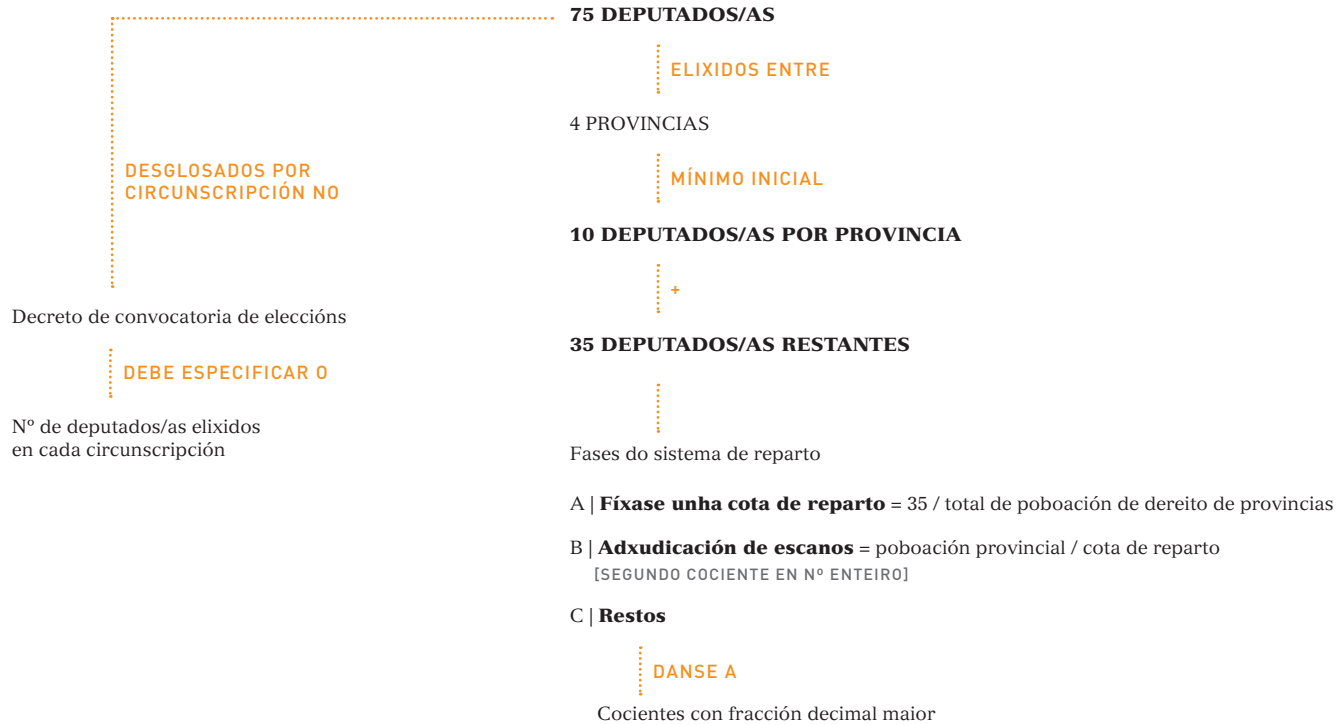 75 DEPUTADOS/AS
ELIXIDOS ENTRE
4 PROVINCIAS
MÍNIMO INICIAL
10 DEPUTADOS/AS POR PROVINCIA
+
35 DEPUTADOS/AS RESTANTES
Fases do sistema de reparto
A | Fíxase unha cota de reparto = 35 / total de poboación de dereito de provincias
B | Adxudicación de escanos = poboación provincial / cota de reparto
[SEGUNDO COCIENTE EN Nº ENTEIRO]
C | Restos
DANSE A
Cocientes con fracción decimal maior
DESGLOSADOS POR
CIRCUNSCRIPCIÓN NO
Decreto de convocatoria de eleccións
DEBE ESPECIFICAR O
Nº de deputados/as elixidos
en cada circunscripción